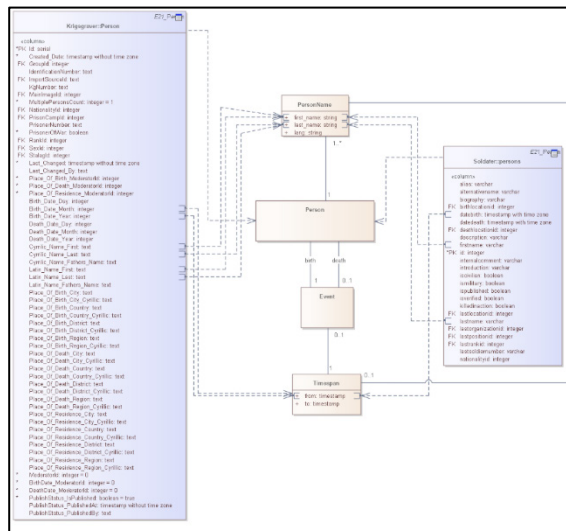 E21_Pe
Krigsgraver::Person
«column»
*PK Id: serial
* Created_Date: timestamp without time zone
FK GroupId: integer
IdentificationNumber: text
FK ImportSourceId: text
KgNumber: text
FK MainImageId: integer
* MultiplePersonsCount: integer = 1
FK NationalityId: integer
FK PrisonCampId: integer
PrisonerNumber: text
* PrisonerOfWar: boolean
FK RankId: integer
FK SexId: integer
FK StalagId: integer
* Last_Changed: timestamp without time zone
Last_Changed_By: text
* Place_Of_Birth_ModeratorId: integer
* Place_Of_Death_ModeratorId: integer
* Place_Of_Residence_ModeratorId: integer
Birth_Date_Day: integer
Birth_Date_Month: integer
Birth_Date_Year: integer
Death_Date_Day: integer
Death_Date_Month: integer
Death_Date_Year: integer
Cyrillic_Name_First: text
Cyrillic_Name_Last: text
Cyrillic_Name_Fathers_Name: text
Latin_Name_First: text
Latin_Name_Last: text
Latin_Name_Fathers_Name: text
Place_Of_Birth_City: text
Place_Of_Birth_City_Cyrillic: text
Place_Of_Birth_Country: text
Place_Of_Birth_Country_Cyrillic: text
Place_Of_Birth_District: text
Place_Of_Birth_District_Cyrillic: text
Place_Of_Birth_Region: text
Place_Of_Birth_Region_Cyrillic: text
Place_Of_Death_City: text
Place_Of_Death_City_Cyrillic: text
Place_Of_Death_Country: text
Place_Of_Death_Country_Cyrillic: text
Place_Of_Death_District: text
Place_Of_Death_District_Cyrillic: text
Place_Of_Death_Region: text
Place_Of_Death_Region_Cyrillic: text
Place_Of_Residence_City: text
Place_Of_Residence_City_Cyrillic: text
Place_Of_Residence_Country: text
Place_Of_Residence_Country_Cyrillic: text
Place_Of_Residence_District: text
Place_Of_Residence_District_Cyrillic: text
Place_Of_Residence_Region: text
Place_Of_Residence_Region_Cyrillic: text
* ModeratorId: integer = 0
* BirthDate_ModeratorId: integer = 0
* DeathDate_ModeratorId: integer = 0
* PublishStatus_IsPublished: boolean = true
* PublishStatus_PublishedAt: timestamp without time zone
PublishStatus_PublishedBy: text
PersonName
+ first_name: string
+ last_name: string
+ lang: string
1..*
1
Person
birth
death
1
0..1
Event
0..1
1
Timespan
0..1
+ from: timestamp
+ to: timestamp
E21_Pe
Soldater::persons
«column»
alias: varchar
alternativename: varchar
biography: varchar
FK birthlocationid: integer
datebirth: timestamp with time zone
datedeath: timestamp with time zone
FK deathlocationid: integer
description: varchar
firstname: varchar
*PK id: integer
internalcomment: varchar
introduction: varchar
iscivilian: boolean
ismilitary: boolean
ispublished: boolean
isverified: boolean
killedinaction: boolean
FK lastlocationid: integer
lastname: varchar
FK lastorganizationid: integer
FK lastpositionid: integer
FK lastrankid: integer
lastsoldiernumber: varchar
nationalityid: integer